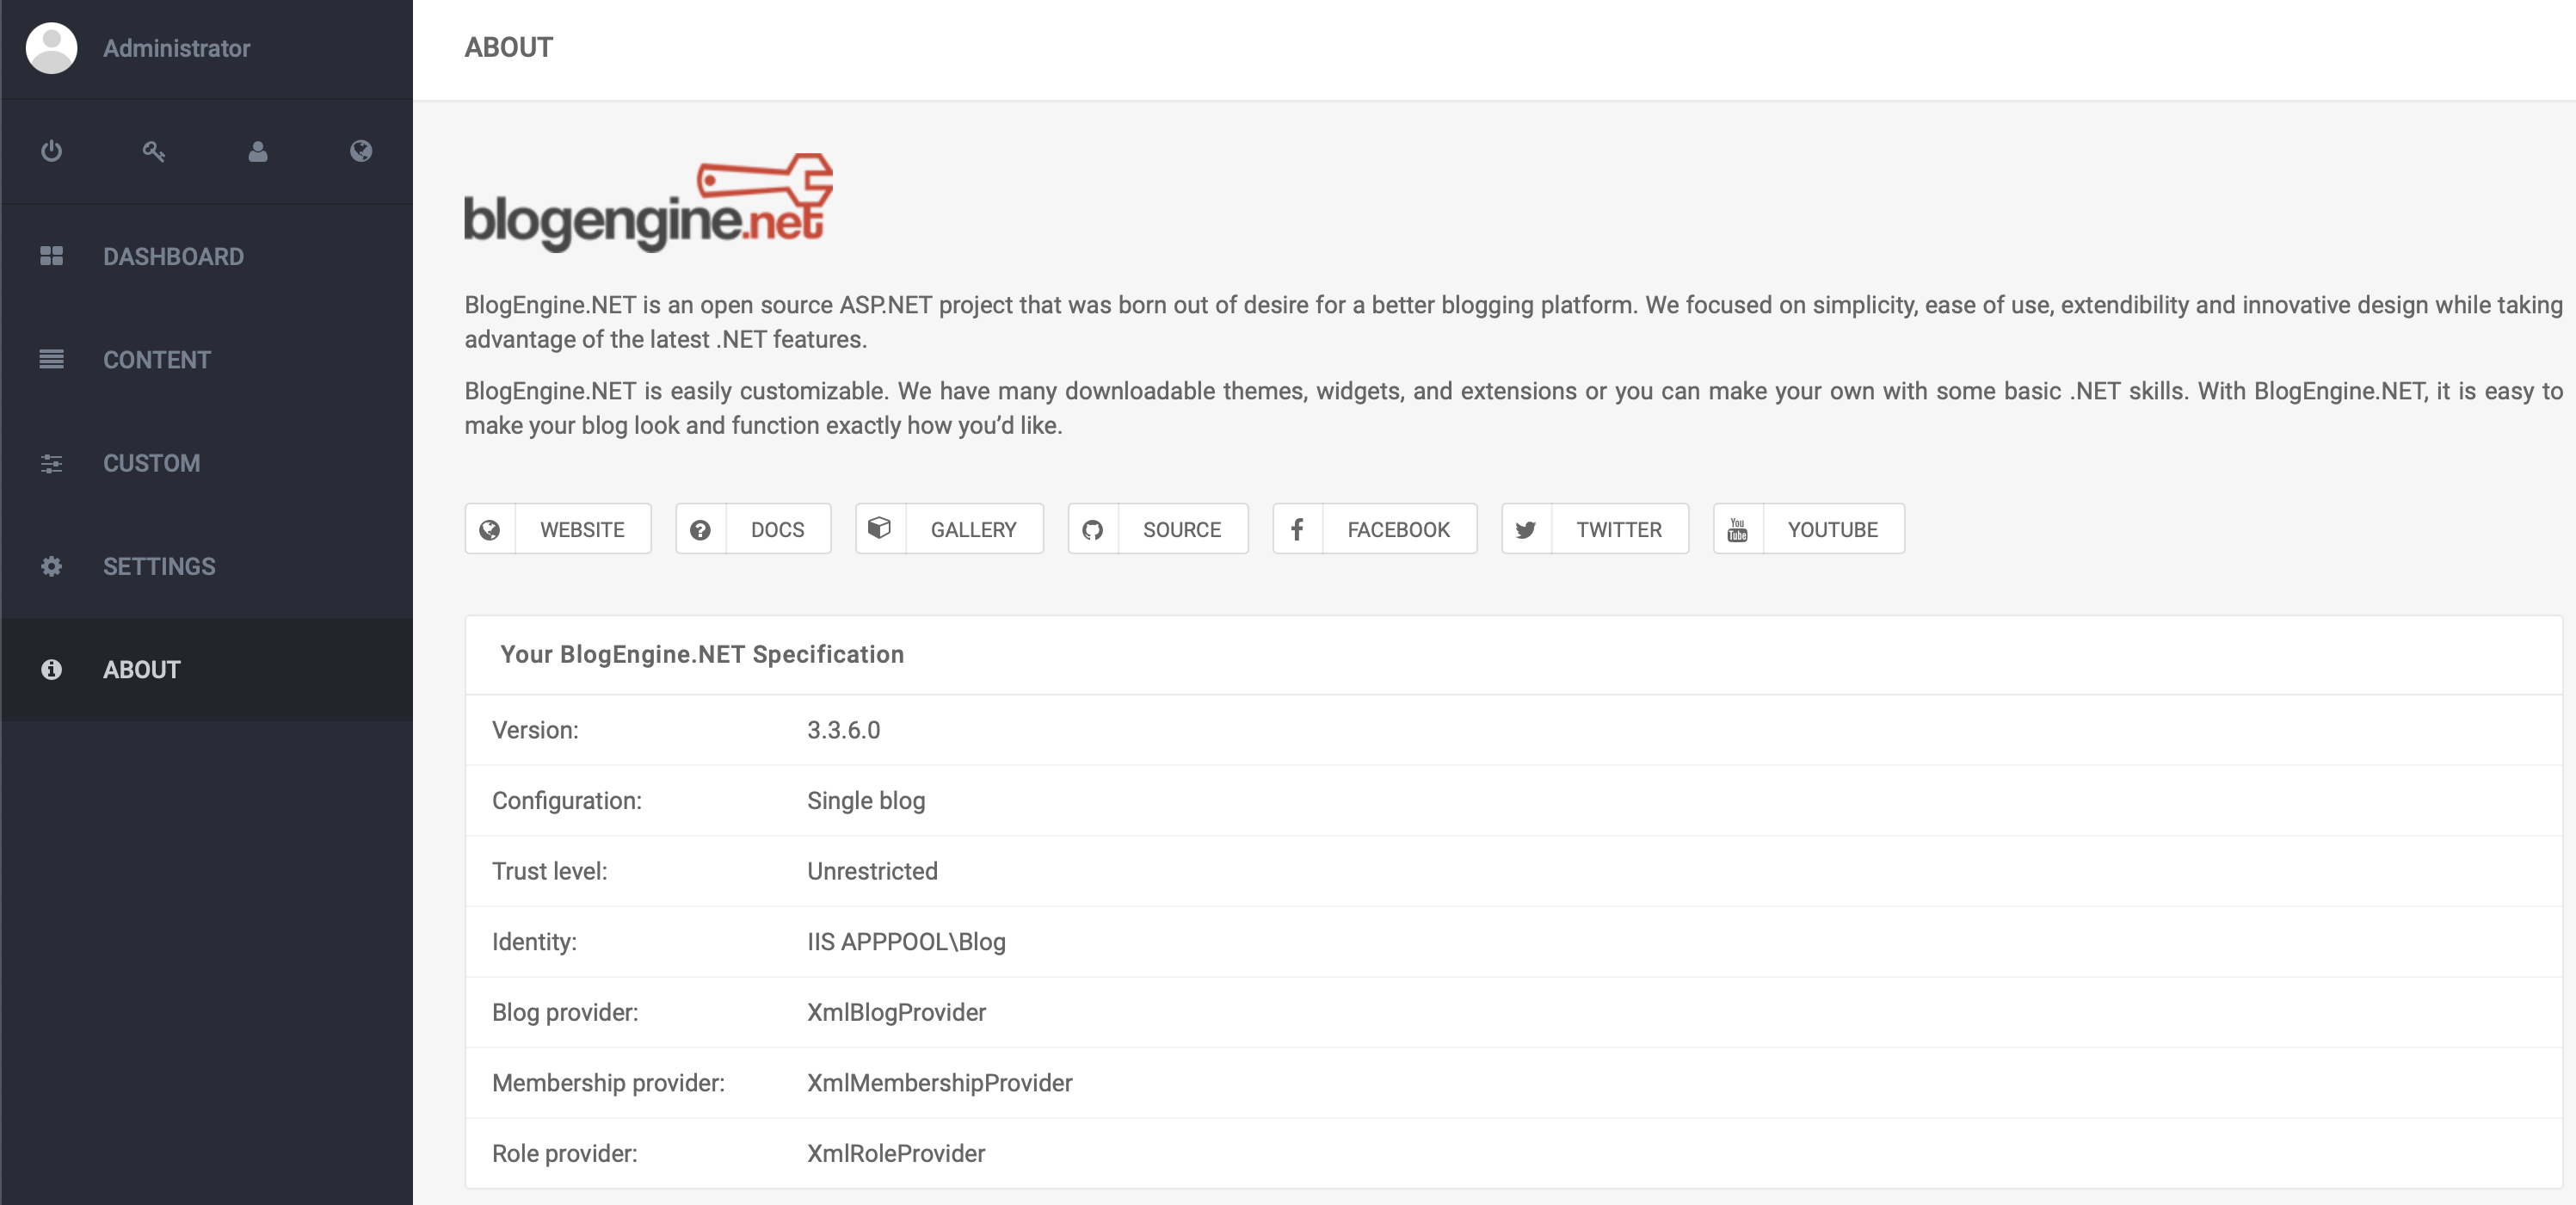 Administrator
ABOUT
DASHBOARD
CONTENT
CUSTOM
SETTINGS
ABOUT
blogengine.net
BlogEngine.NET is an open source ASP.NET project that was born out of desire for a better blogging platform. We focused on simplicity, ease of use, extendibility and innovative design while taking
advantage of the latest .NET features.
BlogEngine.NET is easily customizable. We have many downloadable themes, widgets, and extensions or you can make your own with some basic .NET skills. With BlogEngine.NET, it is easy to
make your blog look and function exactly how you’d like.
WEBSITE DOCS GALLERY SOURCE FACEBOOK TWITTER You Tube YOUTUBE
Your BlogEngine.NET Specification
Version: 3.3.6.0
Configuration: Single blog
Trust level: Unrestricted
Identity: IIS APPPOOL\Blog
Blog provider: XmlBlogProvider
Membership provider: XmlMembershipProvider
Role provider: XmlRoleProvider